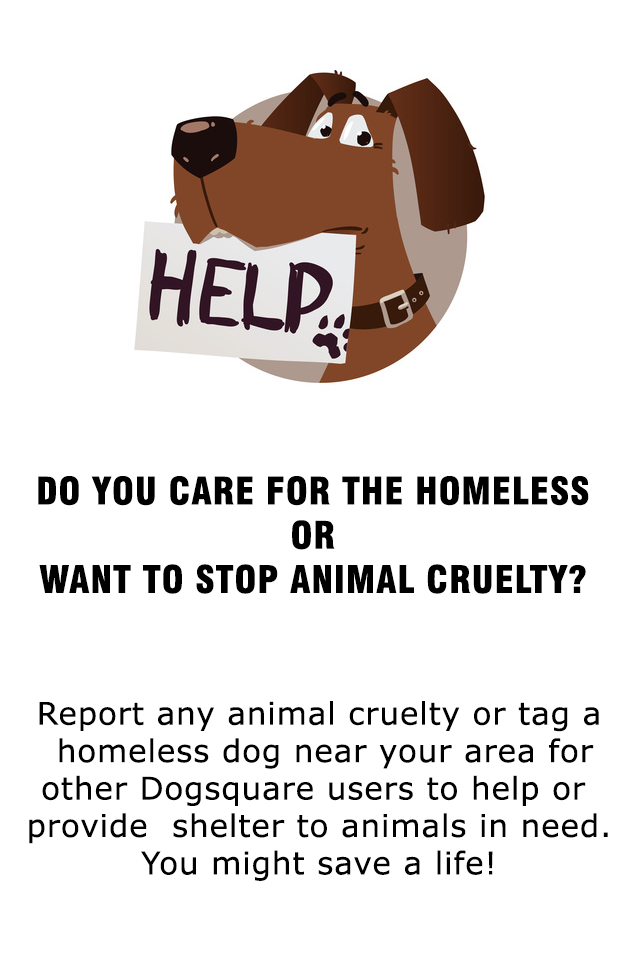 HELP..
DO YOU CARE FOR THE HOMELESS
OR
WANT TO STOP ANIMAL CRUELTY?
Report any animal cruelty or tag a
homeless dog near your area for
other Dogsquare users to help or
provide  shelter to animals in need.
You might save a life!